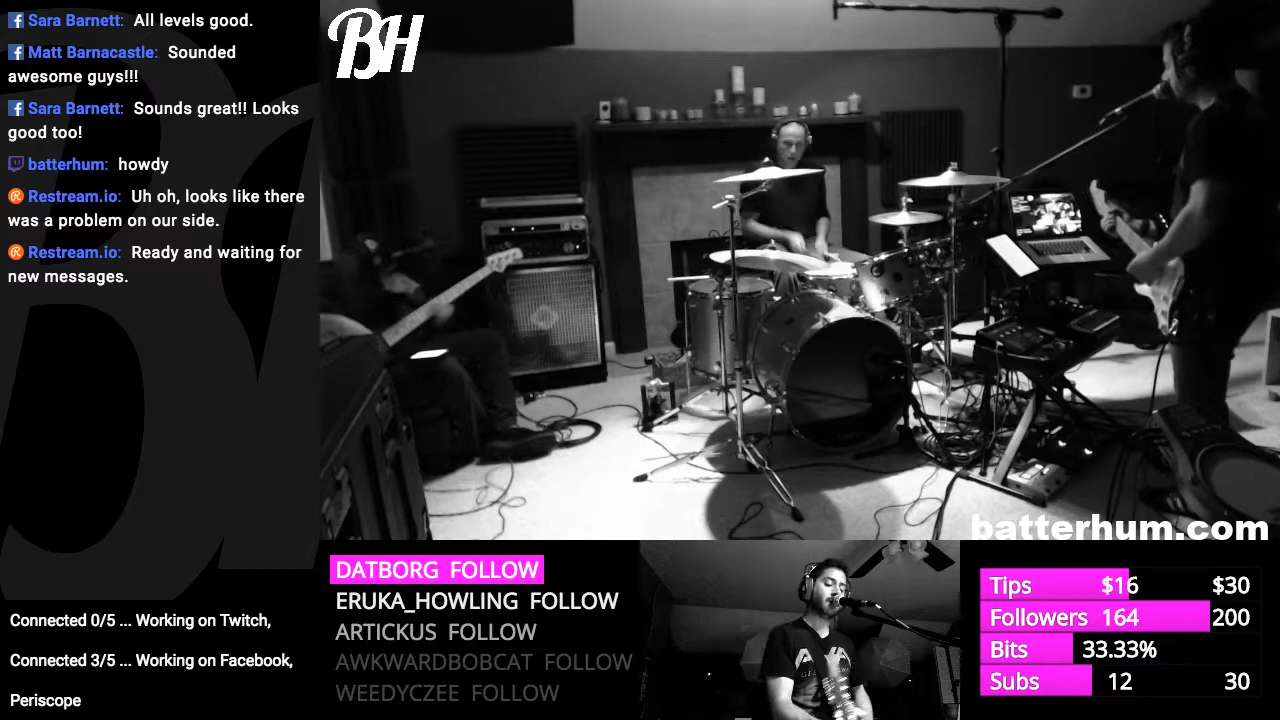 Sara Barnett: All levels good.
Matt Barnacastle: Sounded
awesome guys!!!
Sara Barnett: Sounds great!! Looks
good too!
batterhum: howdy
Restream.io: Uh oh, looks like there
was a problem on our side.
Restream.io: Ready and waiting for
new messages.
Connected 0/5 ... Working on Twitch,
Connected 3/5 ... Working on Facebook,
Periscope
BH
batterhum.com
DATBORG FOLLOW
ERUKA_HOWLING FOLLOW
ARTICKUS FOLLOW
AWKWARDBOBCAT FOLLOW
WEEDYCZEE FOLLOW
Tips $16 $30
Followers 164 200
Bits 33.33%
Subs 12 30